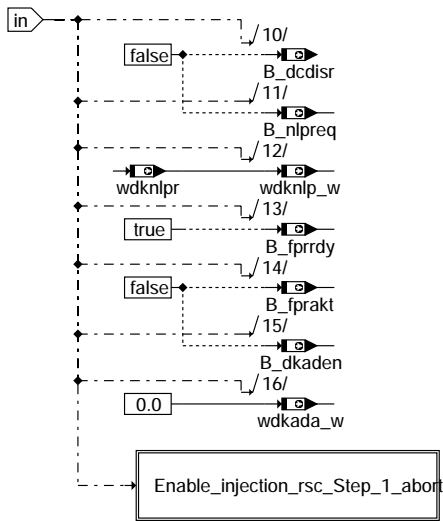 in
10/
false
B_dcdisr
11/
B_nlpreq
12/
wdknlpr
wdknlp_w
13/
true
B_fprrdy
14/
false
B_fprakt
15/
B_dkaden
16/
0.0
wdkada_w
Enable_injection_rsc_Step_1_abort